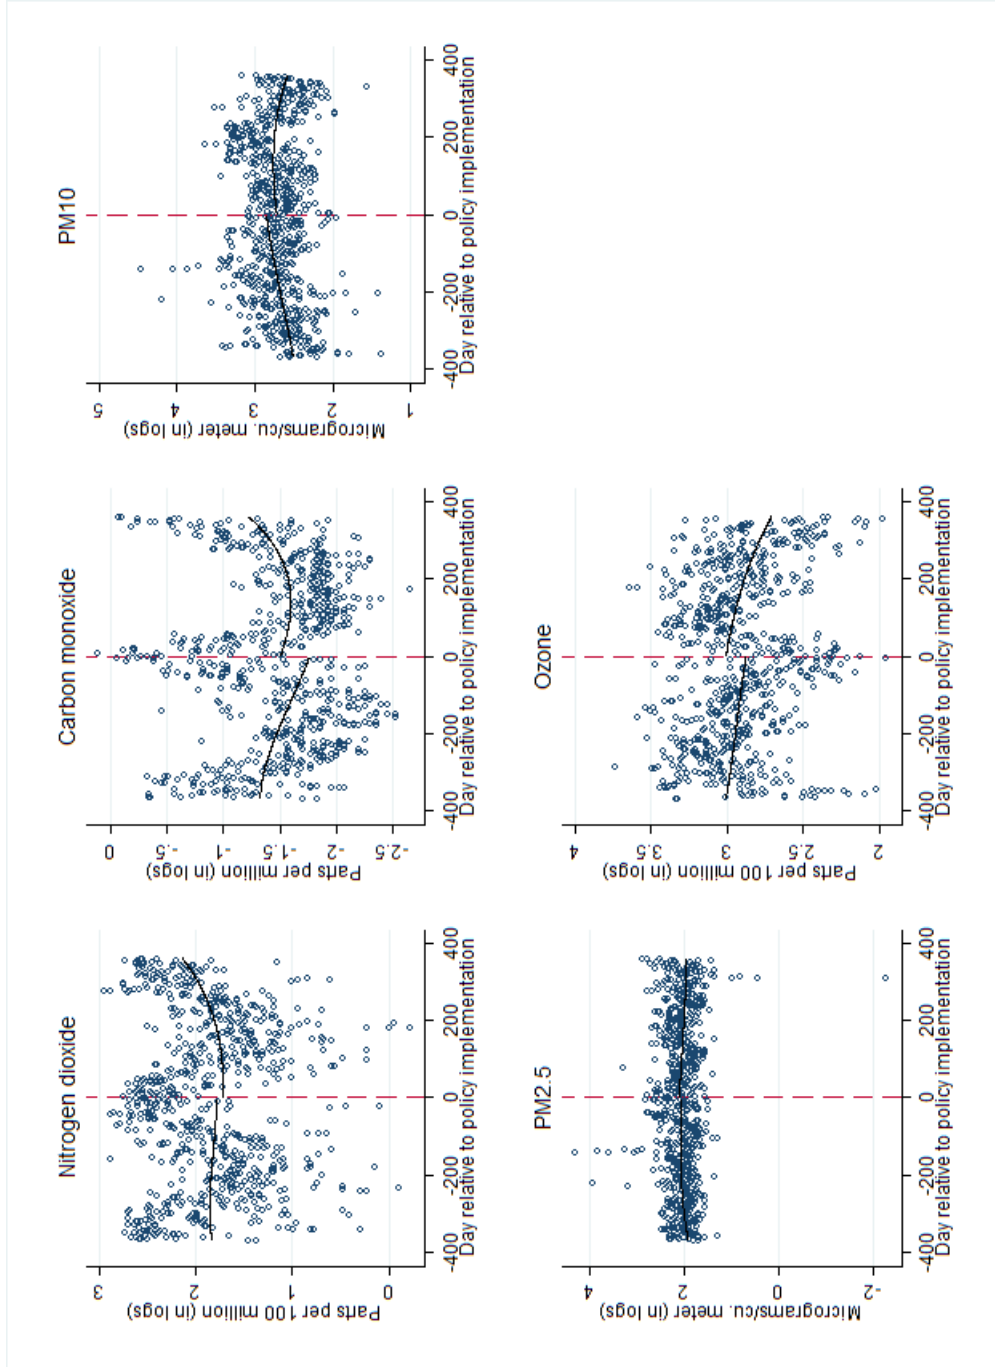 Nitrogen dioxide
Parts per 100 million (in logs)
3
2
1
0
-400 -200 0 200 400
Day relative to policy implementation
Carbon monoxide
Parts per million (in logs)
0
-.5
-1
-1.5
-2
-2.5
-400 -200 0 200 400
Day relative to policy implementation
PM10
Micrograms/cu. meter (in logs)
5
4
3
2
1
-400 -200 0 200 400
Day relative to policy implementation
PM2.5
Micrograms/cu. meter (in logs)
4
2
0
-2
-400 -200 0 200 400
Day relative to policy implementation
Ozone
Parts per 100 million (in logs)
4
3.5
3
2.5
2
-400 -200 0 200 400
Day relative to policy implementation